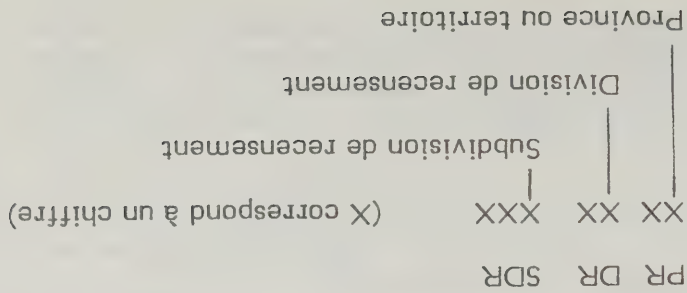 PR DR SDR
XX XX XXX (X correspond à un chiffre)
Subdivision de recensement
Division de recensement
Province ou territoire